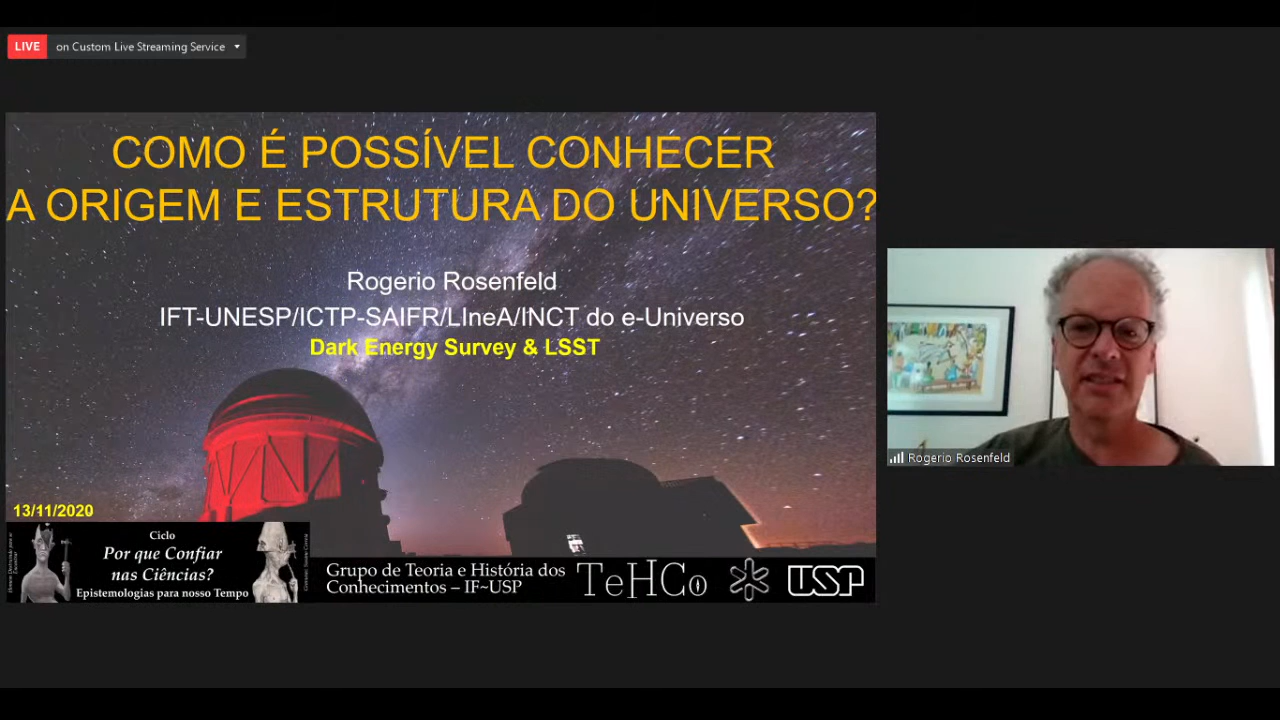 LIVE on Custom Live Streaming Service
COMO É POSSÍVEL CONHECER
A ORIGEM E ESTRUTURA DO UNIVERSO?
Rogerio Rosenfeld
IFT-UNESP/ICTP-SAIFR/LIneA/INCT do e-Universo
Dark Energy Survey & LSST
13/11/2020
Ciclo
Por que Confiar
nas Ciências?
Epistemologias para nosso Tempo
Grupo de Teoria e História dos
Conhecimentos – IF~USP
TeHCo
USP
Rogerio Rosenfeld